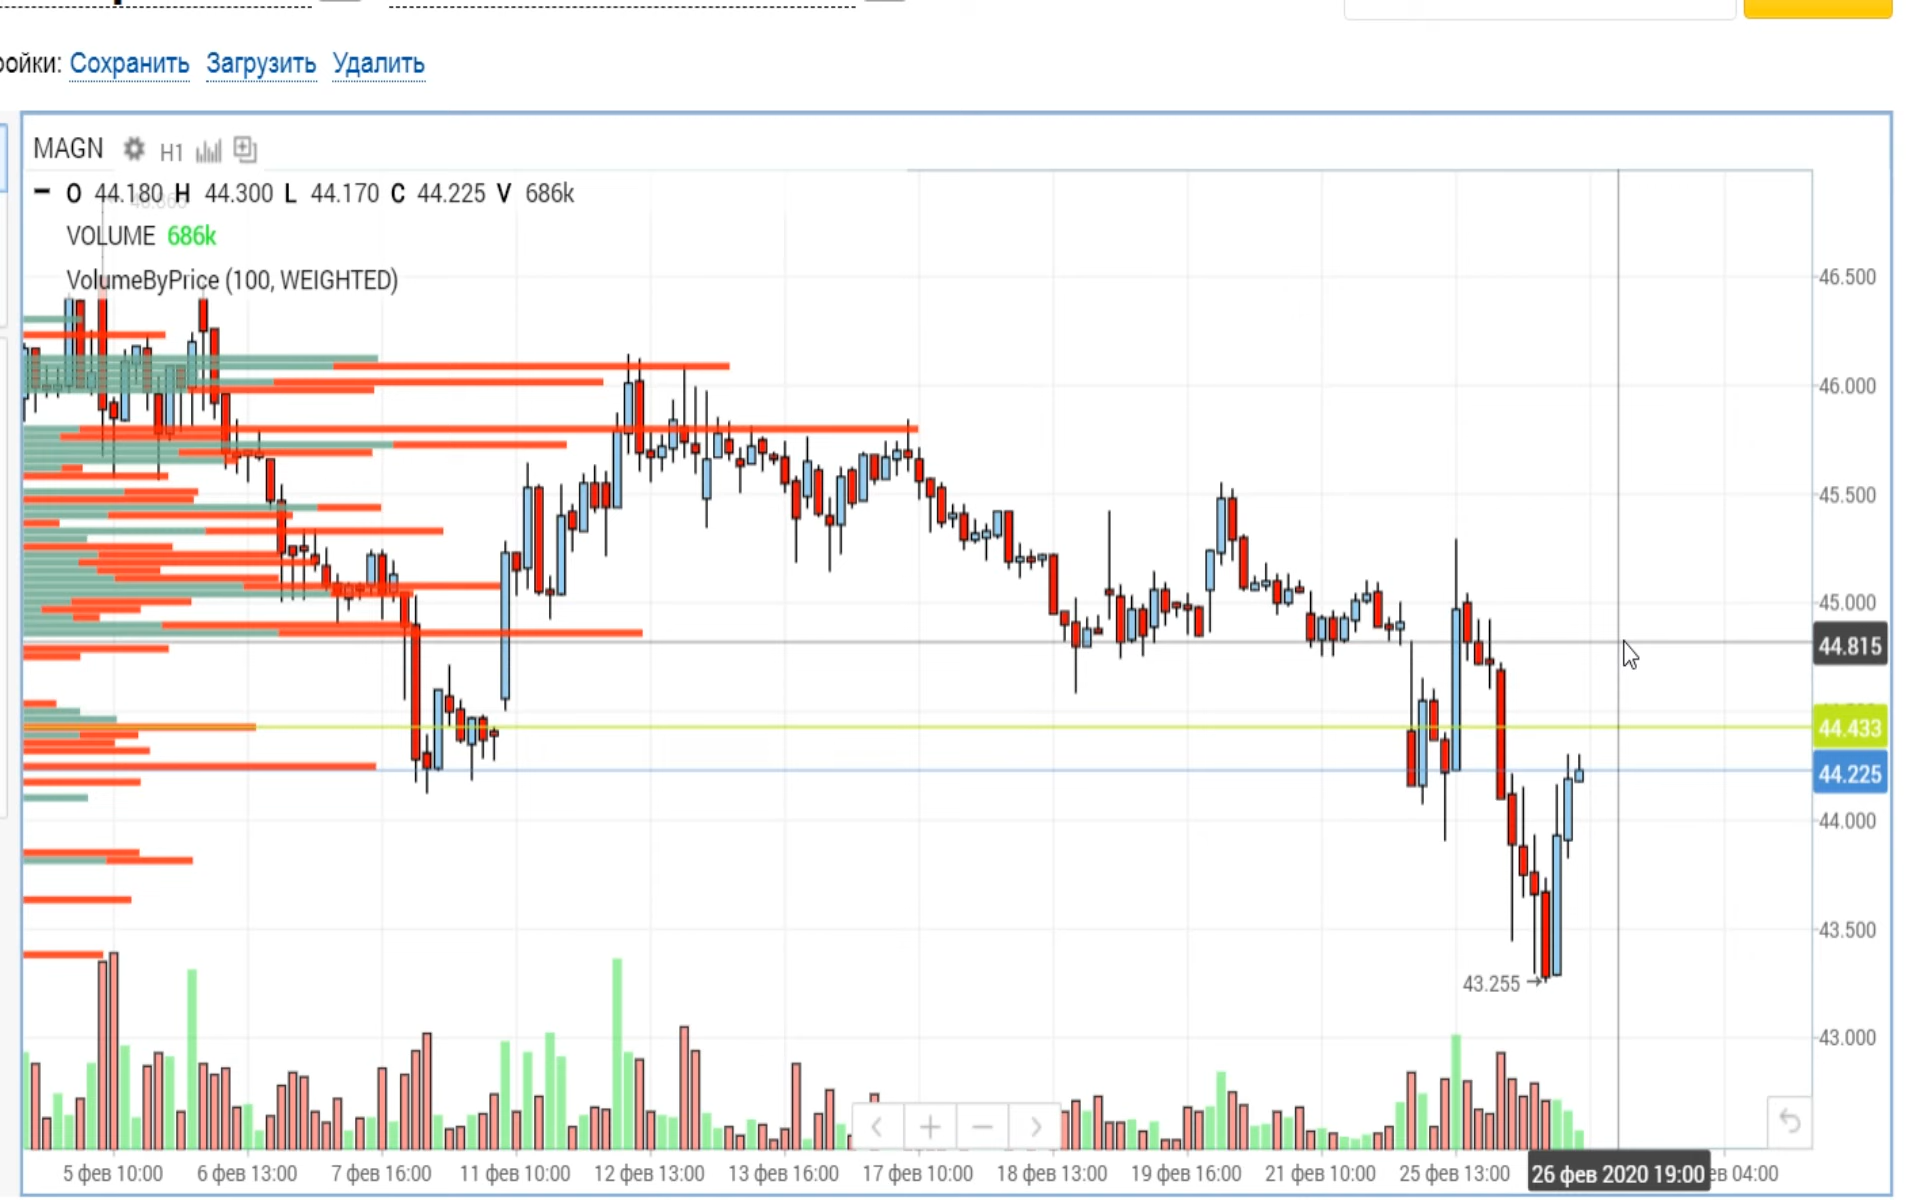 ройки: Сохранить Загрузить Удалить
MAGN H1
O 44.180 H 44.300 L 44.170 C 44.225 V 686k
VOLUME 686k
VolumeByPrice (100, WEIGHTED)
46.500
46.000
45.500
45.000
44.815
44.433
44.225
44.000
43.500
43.255
43.000
5 фев 10:00 6 фев 13:00 7 фев 16:00 11 фев 10:00 12 фев 13:00 13 фев 16:00 17 фев 10:00 18 фев 13:00 19 фев 16:00 21 фев 10:00 25 фев 13:00 26 фев 2020 19:00 ев 04:00